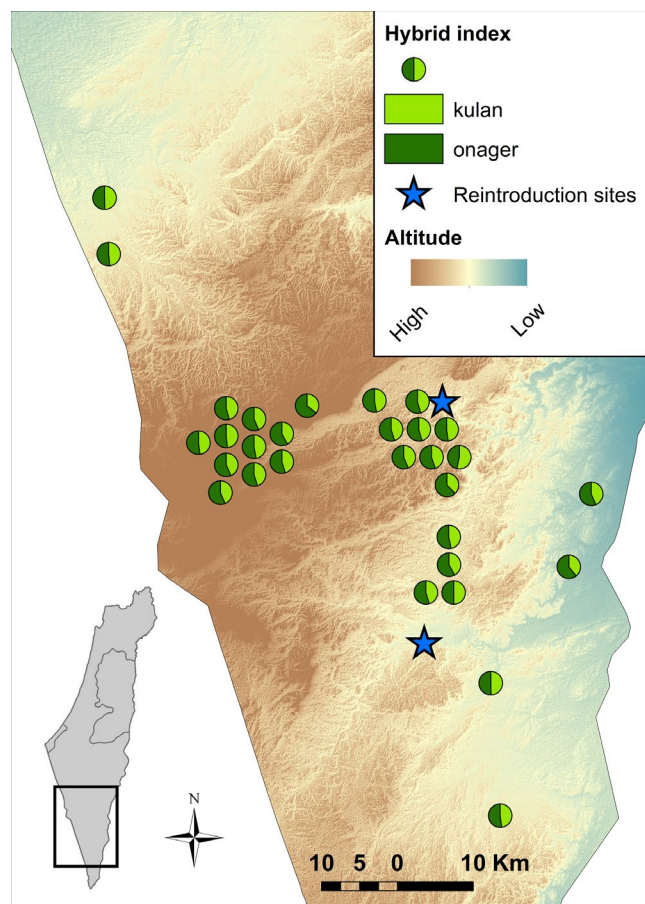 Hybrid index
kulan
onager
Reintroduction sites
Altitude
High
Low
N
10 5 0 10 Km